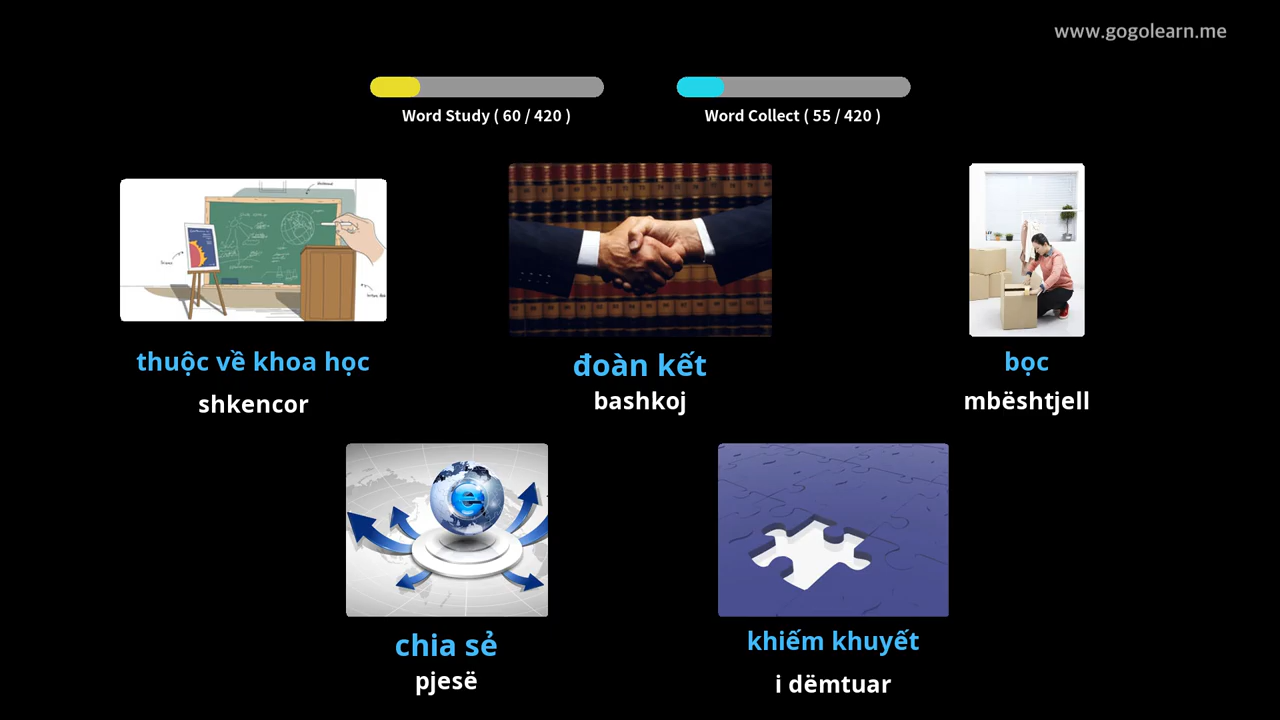 www.gogolearn.me
Word Study ( 60 / 420 )
Word Collect ( 55 / 420 )
thuộc về khoa học
shkencor
đoàn kết
bashkoj
bọc
mbështjell
chia sẻ
pjesë
khiếm khuyết
i dëmtuar